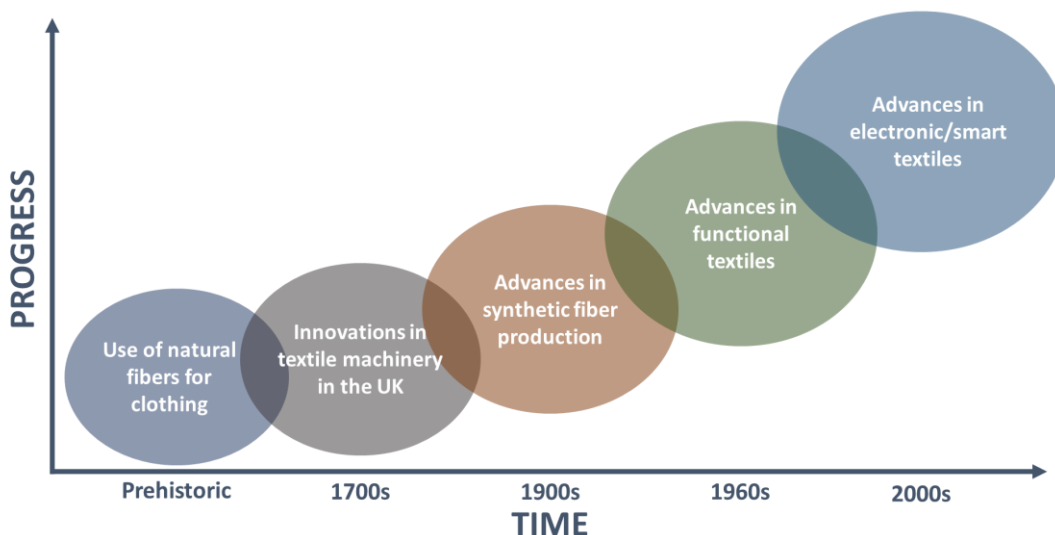 PROGRESS
Use of natural
fibers for
clothing
Innovations in
textile machinery
in the UK
Advances in
synthetic fiber
production
Advances in
functional
textiles
Advances in
electronic/smart
textiles
Prehistoric
1700s
1900s
1960s
2000s
TIME